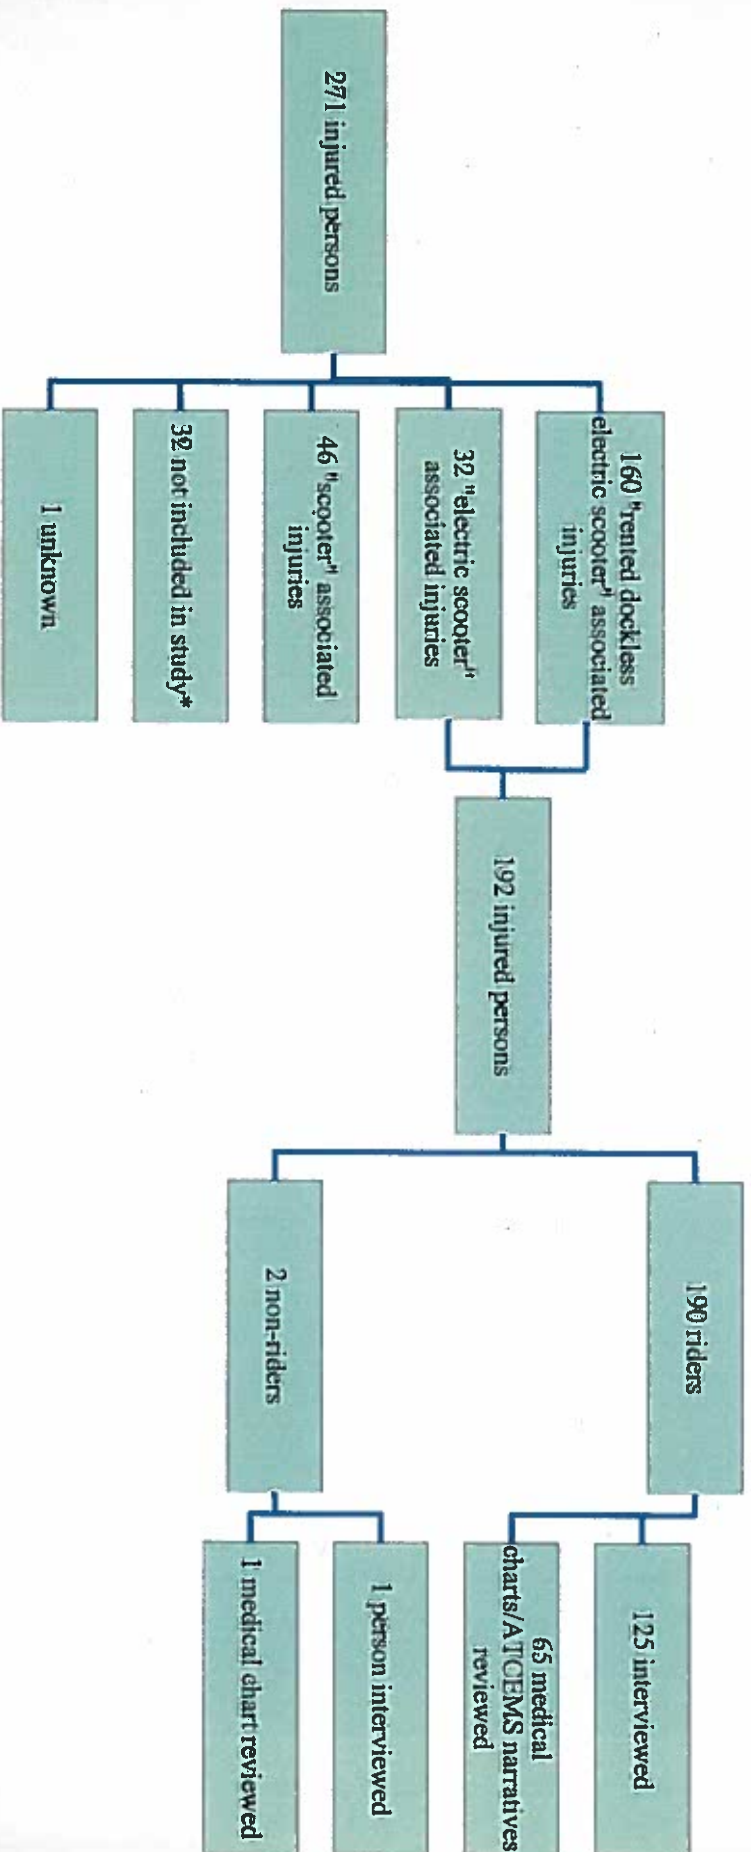 271 injured persons
160 "rented dockless
electric scooter" associated
injuries
32 "electric scooter"
associated injuries
46 "scooter" associated
injuries
32 not included in study*
1 unknown
192 injured persons
190 riders
2 non-riders
125 interviewed
65 medical
charts/ATCEMS narratives
reviewed
1 person interviewed
1 medical chart reviewed